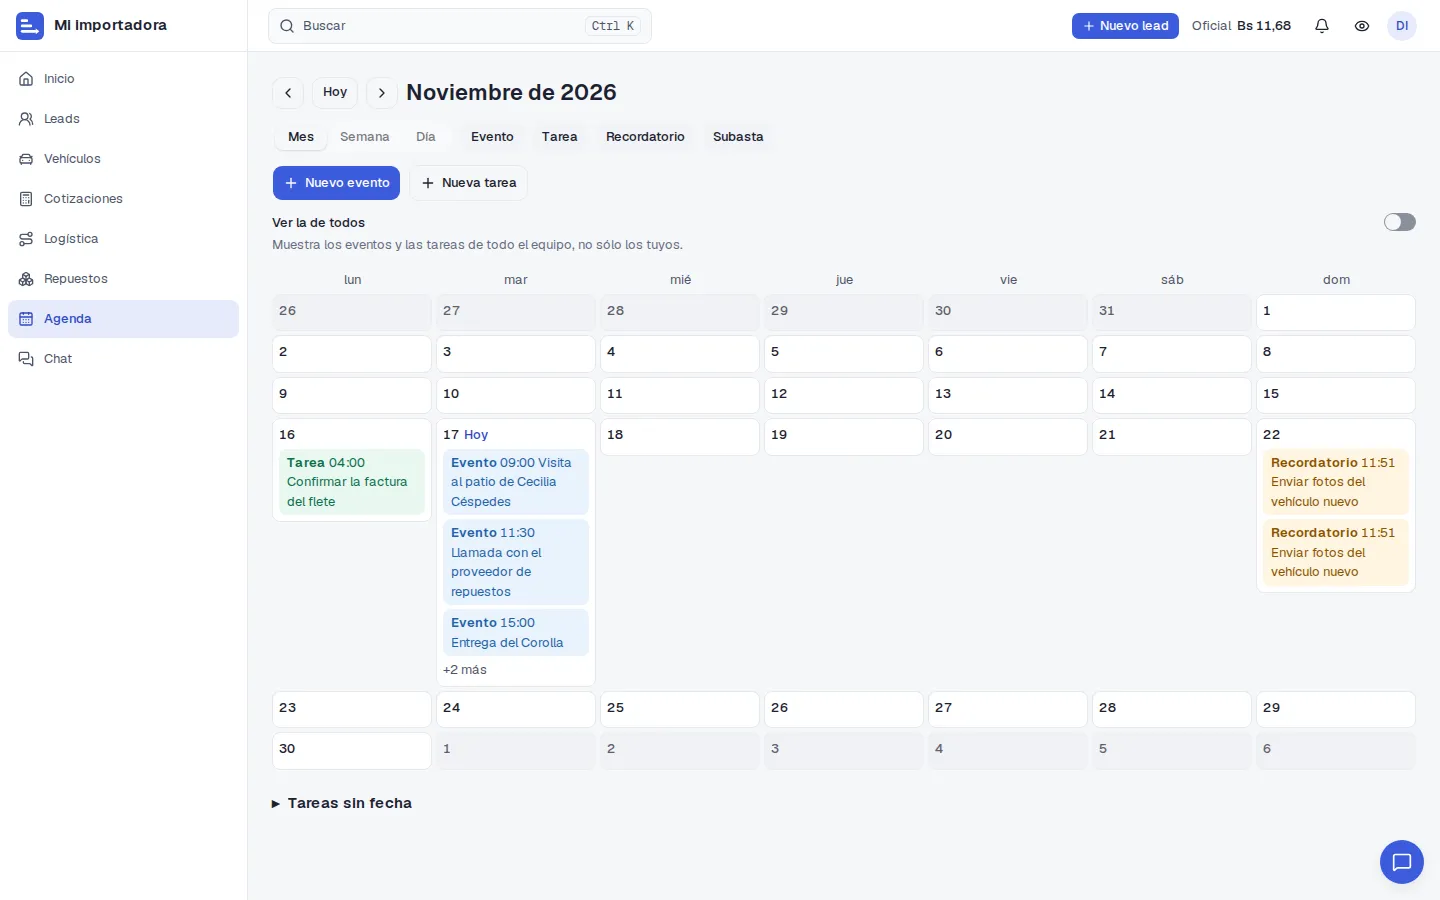 Mi Importadora
Buscar
Ctrl K
Nuevo lead
Oficial Bs 11,68
DI
Inicio
Leads
Vehículos
Cotizaciones
Logística
Repuestos
Agenda
Chat
Hoy
Noviembre de 2026
Mes Semana Día Evento Tarea Recordatorio Subasta
Nuevo evento
Nueva tarea
Ver la de todos
Muestra los eventos y las tareas de todo el equipo, no sólo los tuyos.
lun mar mié jue vie sáb dom
26 27 28 29 30 31 1
2 3 4 5 6 7 8
9 10 11 12 13 14 15
16
Tarea 04:00
Confirmar la factura
del flete
17 Hoy
Evento 09:00 Visita
al patio de Cecilia
Céspedes
Evento 11:30
Llamada con el
proveedor de
repuestos
Evento 15:00
Entrega del Corolla
+2 más
18 19 20 21
22
Recordatorio 11:51
Enviar fotos del
vehículo nuevo
Recordatorio 11:51
Enviar fotos del
vehículo nuevo
23 24 25 26 27 28 29
30 1 2 3 4 5 6
Tareas sin fecha